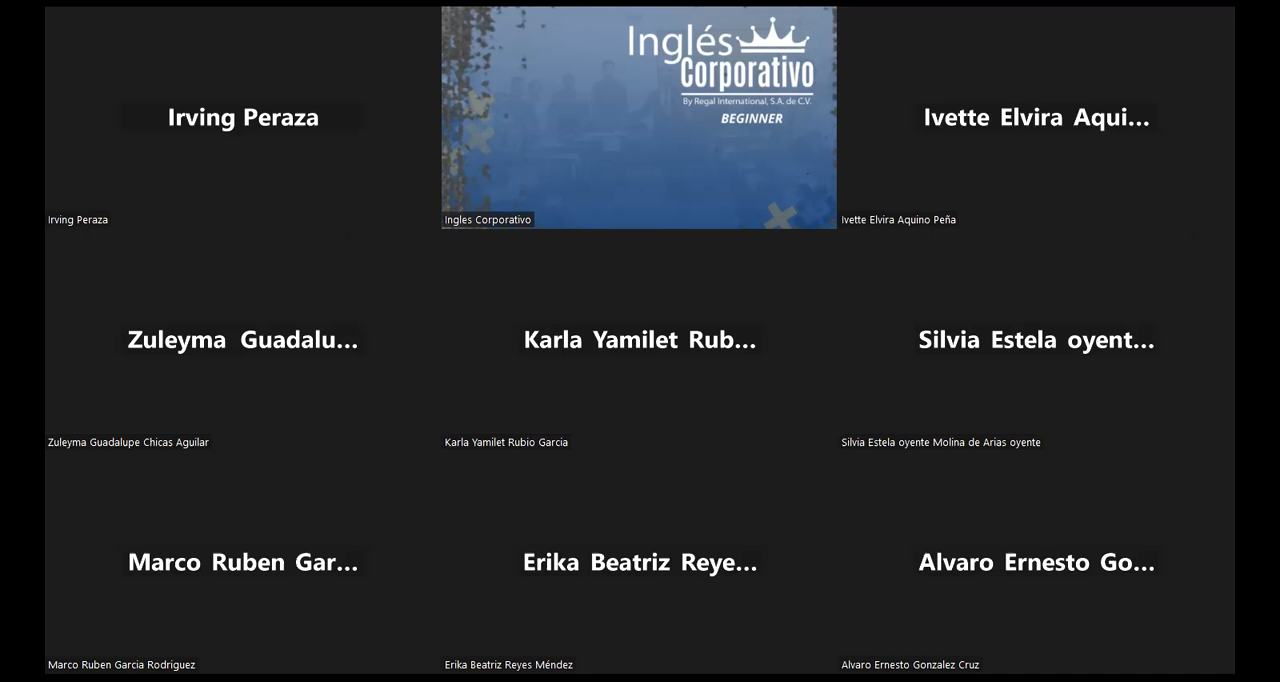 Irving Peraza
Irving Peraza
Inglés
Corporativo
By Regal International, S.A. de C.V.
BEGINNER
Ingles Corporativo
Ivette Elvira Aqui...
Ivette Elvira Aquino Peña
Zuleyma Guadalu...
Zuleyma Guadalupe Chicas Aguilar
Karla Yamilet Rub...
Karla Yamilet Rubio Garcia
Silvia Estela oyent...
Silvia Estela oyente Molina de Arias oyente
Marco Ruben Gar...
Marco Ruben Garcia Rodriguez
Erika Beatriz Reye...
Erika Beatriz Reyes Méndez
Alvaro Ernesto Go...
Alvaro Ernesto Gonzalez Cruz